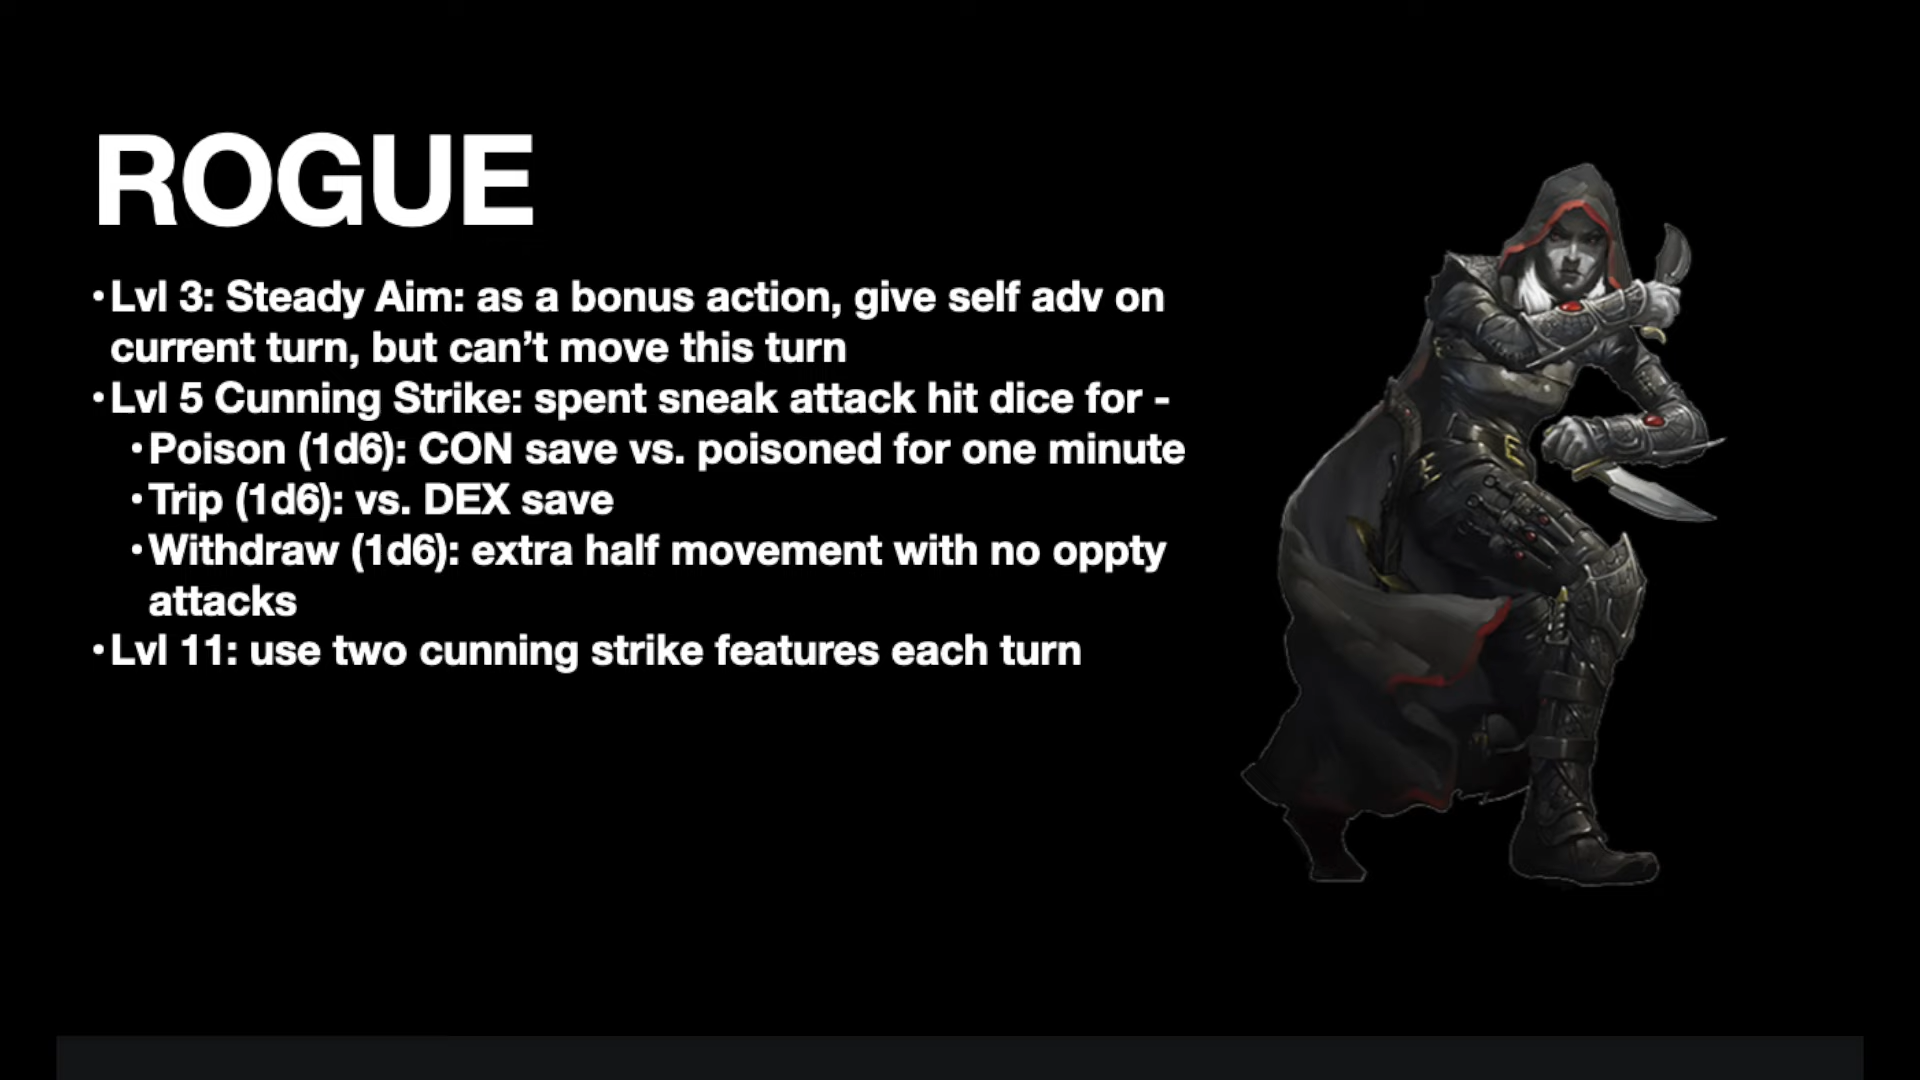 ROGUE
•Lvl 3: Steady Aim: as a bonus action, give self adv on
current turn, but can’t move this turn
•Lvl 5 Cunning Strike: spent sneak attack hit dice for -
•Poison (1d6): CON save vs. poisoned for one minute
•Trip (1d6): vs. DEX save
•Withdraw (1d6): extra half movement with no oppty
attacks
•Lvl 11: use two cunning strike features each turn